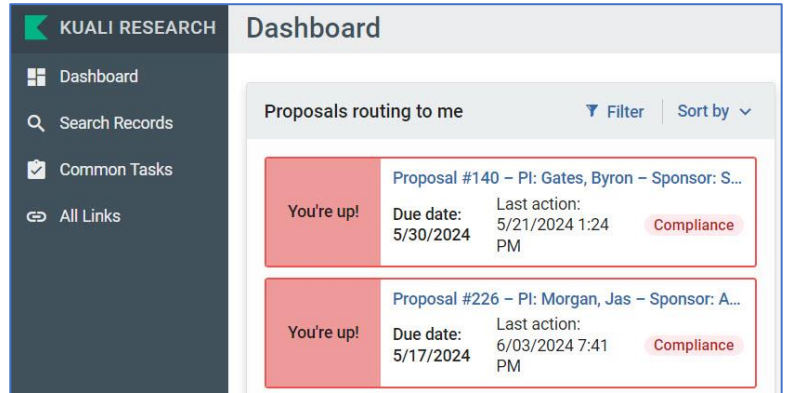 KUALI RESEARCH
Dashboard
Dashboard
Search Records
Common Tasks
All Links
Proposals routing to me
Filter
Sort by
You're up!
Proposal #140 – PI: Gates, Byron – Sponsor: S...
Due date:
5/30/2024
Last action:
5/21/2024 1:24
PM
Compliance
You're up!
Proposal #226 – PI: Morgan, Jas – Sponsor: A...
Due date:
5/17/2024
Last action:
6/03/2024 7:41
PM
Compliance